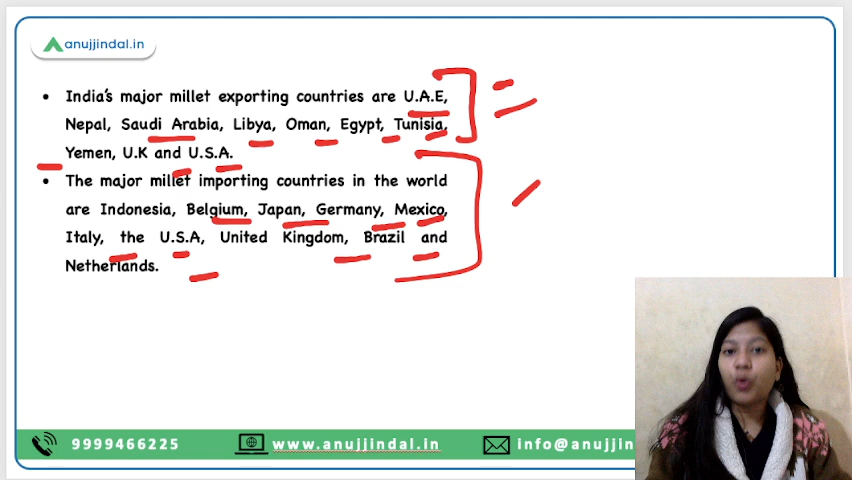 anujjindal.in
• India's major millet exporting countries are U.A.E,
Nepal, Saudi Arabia, Libya, Oman, Egypt, Tunisia,
Yemen, U.K and U.S.A.
• The major millet importing countries in the world
are Indonesia, Belgium, Japan, Germany, Mexico,
Italy, the U.S.A, United Kingdom, Brazil and
Netherlands.
9999466225 www.anujjindal.in info@anujjin